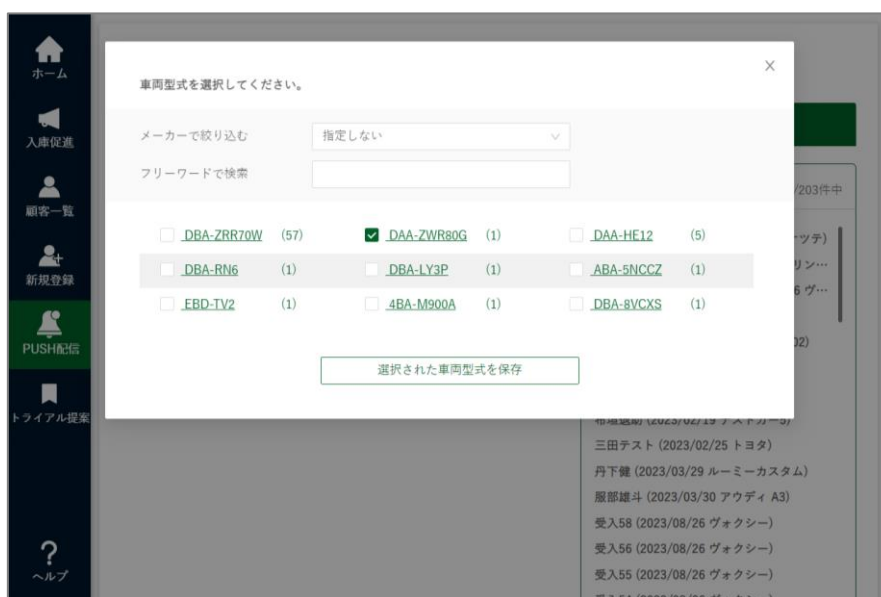 ホーム
入庫促進
顧客一覧
新規登録
PUSH配信
トライアル提案
ヘルプ
車両型式を選択してください。
メーカーで絞り込む 指定しない
フリーワードで検索
DBA-ZRR70W (57) DAA-ZWR80G (1) DAA-HE12 (5)
DBA-RN6 (1) DBA-LY3P (1) ABA-5NCCZ (1)
EBD-TV2 (1) 4BA-M900A (1) DBA-8VCXS (1)
選択された車両型式を保存
/203件中
ツテ)
リン…
6 ヴ…
02)
三田テスト (2023/02/25 トヨタ)
丹下健 (2023/03/29 ルーミーカスタム)
服部雄斗 (2023/03/30 アウディ A3)
受入58 (2023/08/26 ヴォクシー)
受入56 (2023/08/26 ヴォクシー)
受入55 (2023/08/26 ヴォクシー)